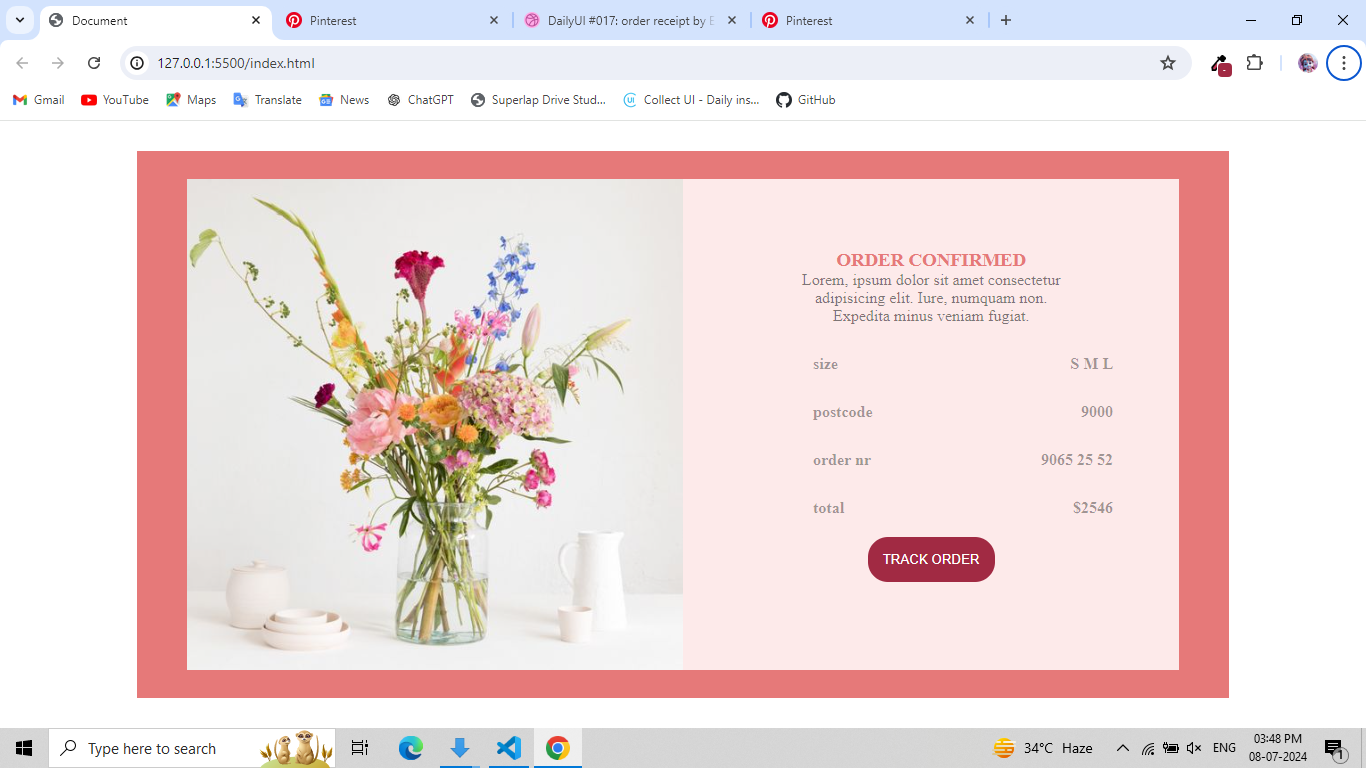 Document
Pinterest
DailyUI #017: order receipt by E
Pinterest
127.0.0.1:5500/index.html
Gmail
YouTube
Maps
Translate
News
ChatGPT
Superlap Drive Stud...
Collect UI - Daily ins...
GitHub
ORDER CONFIRMED
Lorem, ipsum dolor sit amet consectetur
adipisicing elit. Iure, numquam non.
Expedita minus veniam fugiat.
size S M L
postcode 9000
order nr 9065 25 52
total $2546
TRACK ORDER
Type here to search
34°C Haze
ENG
03:48 PM
08-07-2024
1